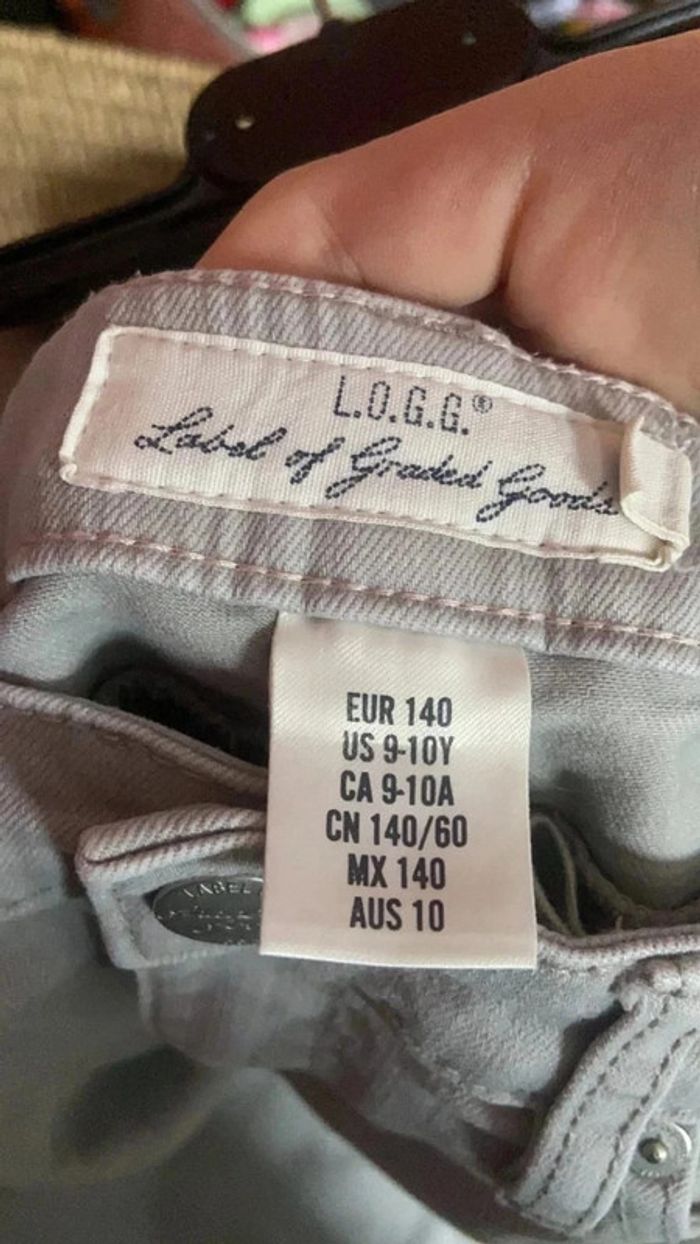 L.O.G.G.®
Label of Graded Goods
EUR 140
US 9-10Y
CA 9-10A
CN 140/60
MX 140
AUS 10
LABEL